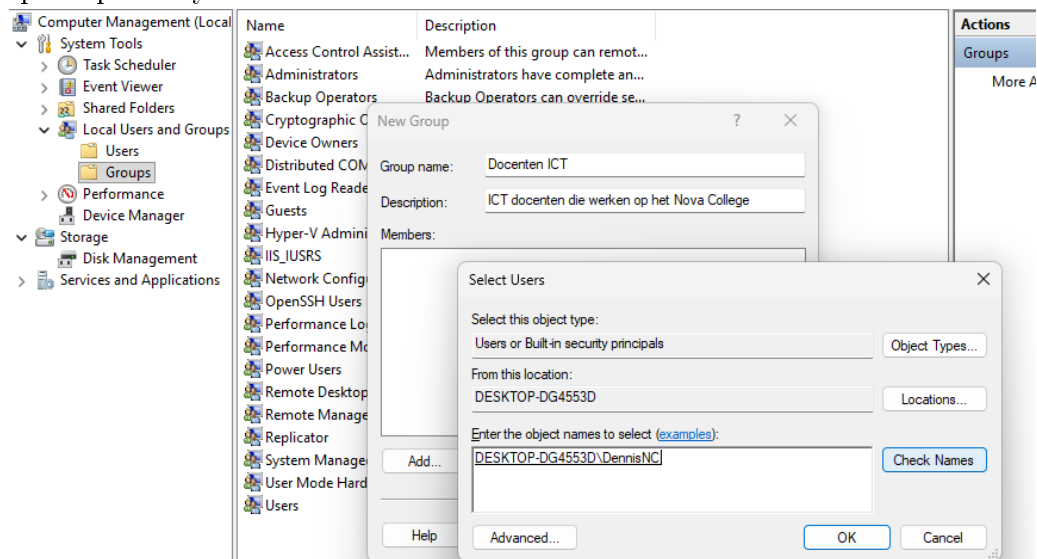 Computer Management (Local
System Tools
Task Scheduler
Event Viewer
Shared Folders
Local Users and Groups
Users
Groups
Performance
Device Manager
Storage
Disk Management
Services and Applications
Name Description
Access Control Assist... Members of this group can remot...
Administrators Administrators have complete an...
Backup Operators Backup Operators can override se...
Cryptographic O
Device Owners
Distributed COM
Event Log Reade
Guests
Hyper-V Admini
IIS_IUSRS
Network Config
OpenSSH Users
Performance Lo
Performance Mo
Power Users
Remote Desktop
Remote Manage
Replicator
System Manage
User Mode Hard
Users
Actions
Groups
More A
New Group ?
Group name: Docenten ICT
Description: ICT docenten die werken op het Nova College
Members:
Add...
Help
Select Users
Select this object type:
Users or Built-in security principals Object Types...
From this location:
DESKTOP-DG4553D Locations...
Enter the object names to select (examples):
DESKTOP-DG4553D\DennisNC Check Names
Advanced... OK Cancel